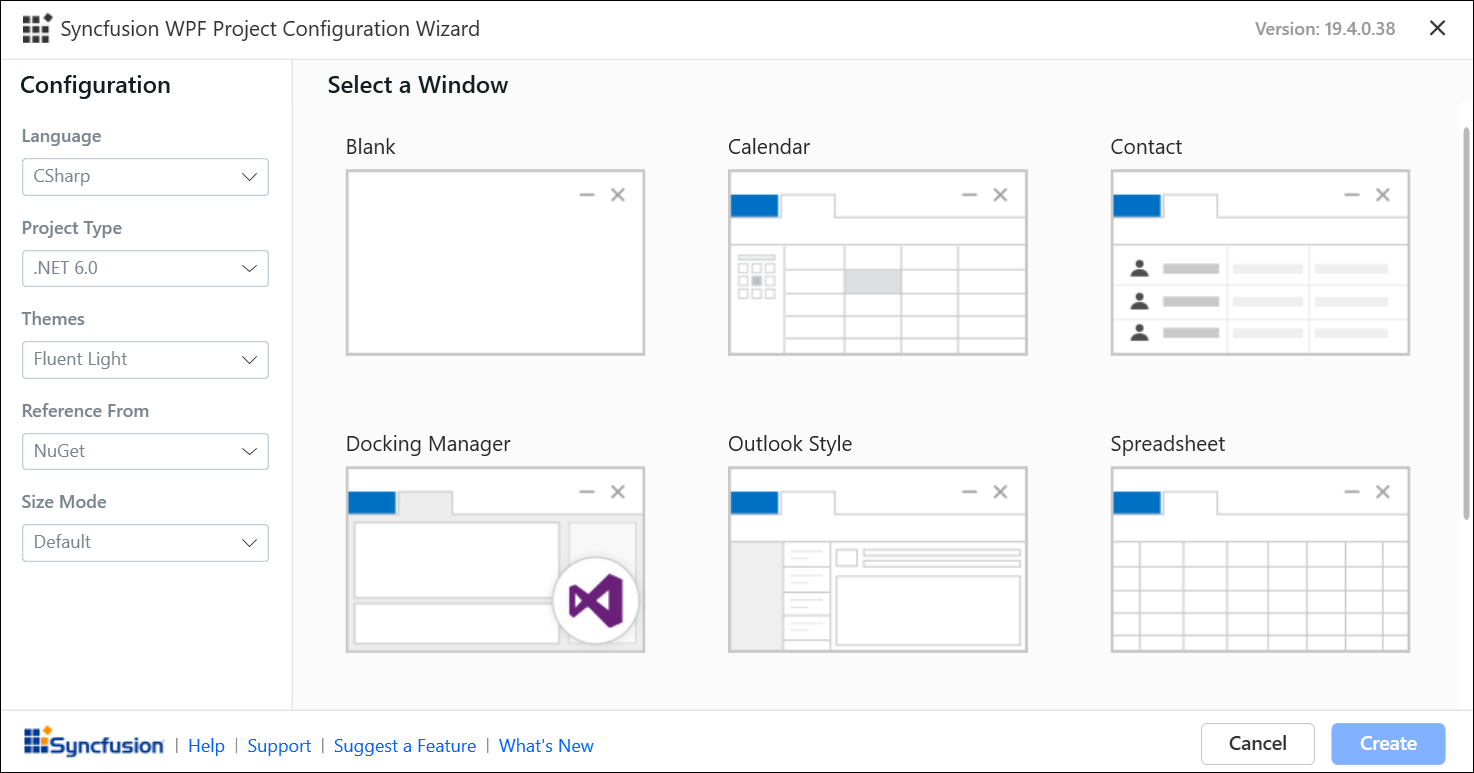 Syncfusion WPF Project Configuration Wizard
Version: 19.4.0.38
Configuration
Language
CSharp
Project Type
.NET 6.0
Themes
Fluent Light
Reference From
NuGet
Size Mode
Default
Select a Window
Blank
Calendar
Contact
Docking Manager
Outlook Style
Spreadsheet
Syncfusion | Help | Support | Suggest a Feature | What's New
Cancel
Create